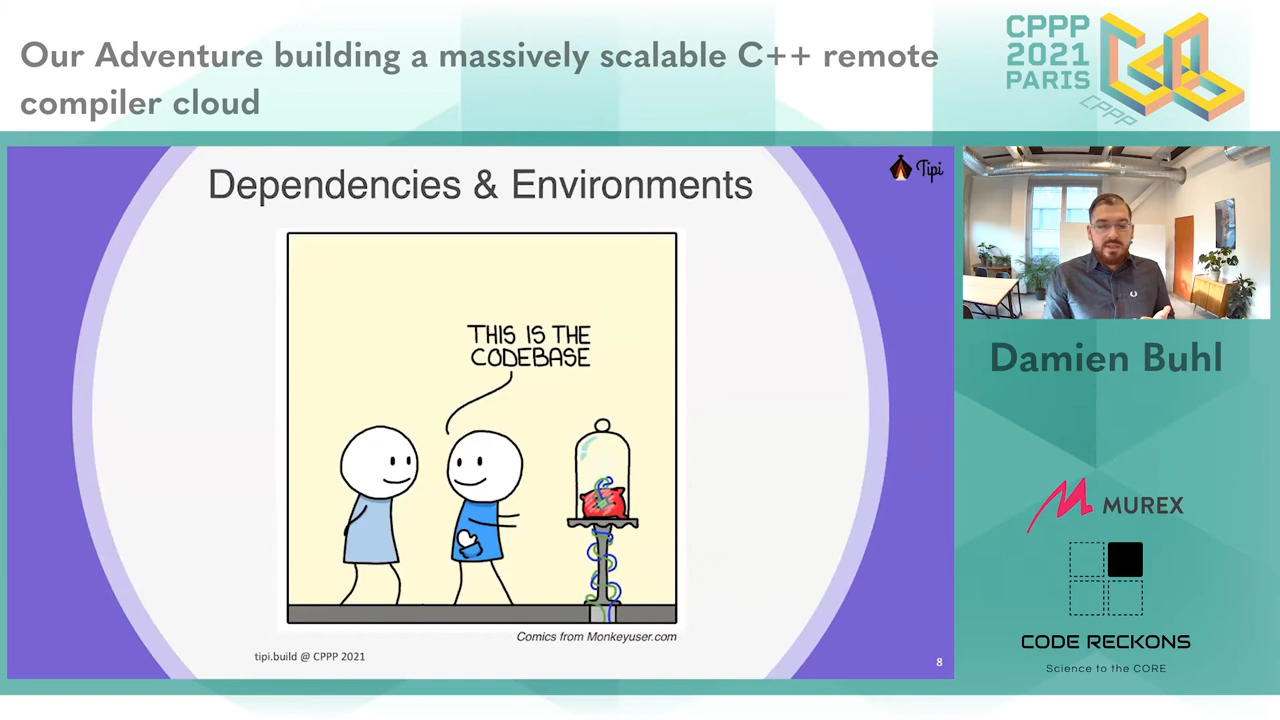 Our Adventure building a massively scalable C++ remote
compiler cloud
CPPP
2021
PARIS
CPPP
Dependencies & Environments
Tipi
THIS IS THE
CODEBASE
Comics from Monkeyuser.com
tipi.build @ CPPP 2021
8
Damien Buhl
MUREX
CODE RECKONS
Science to the CORE